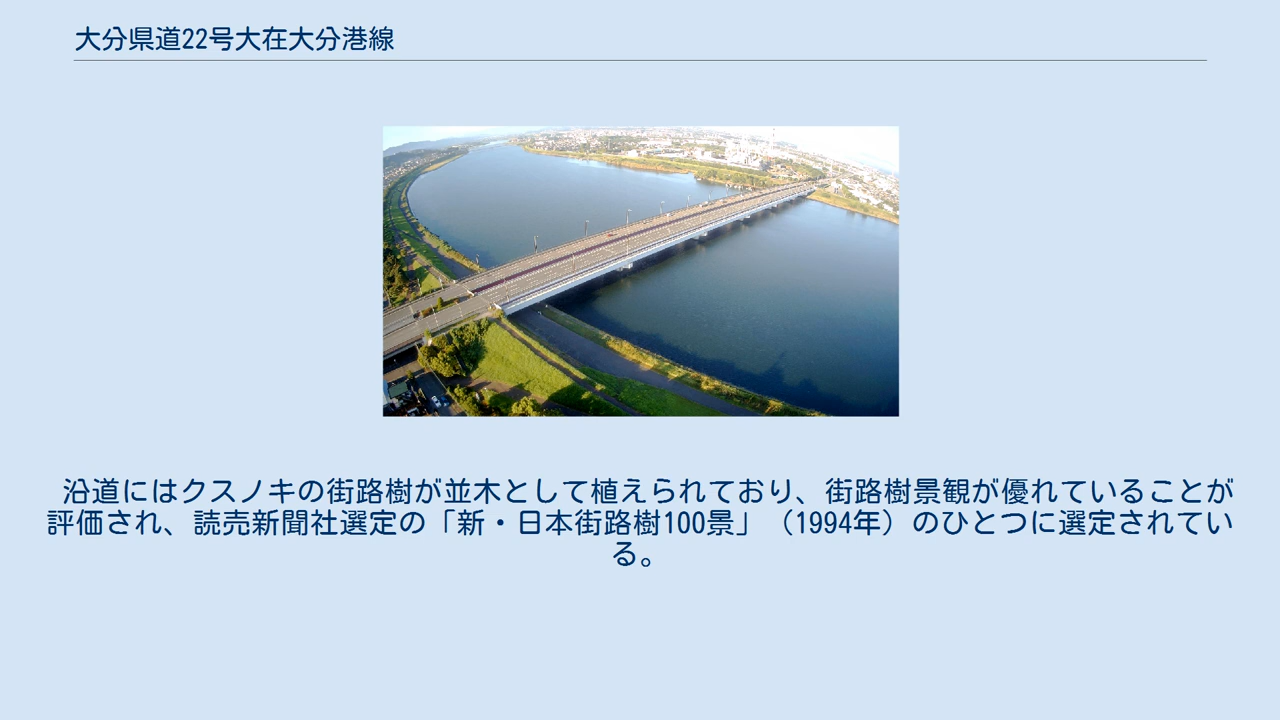 大分県道22号大在大分港線
沿道にはクスノキの街路樹が並木として植えられており、街路樹景観が優れていることが
評価され、読売新聞社選定の「新・日本街路樹100景」（1994年）のひとつに選定されてい
る。